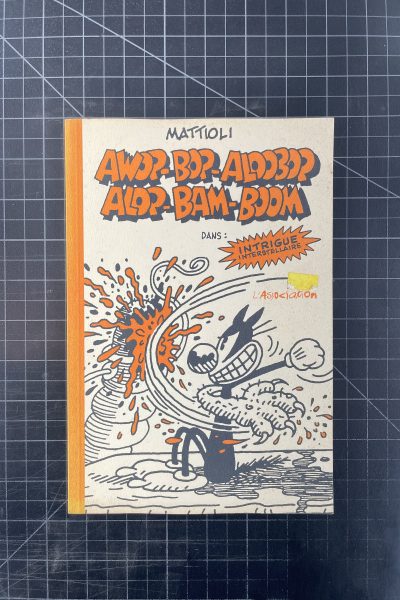 MATTIOLI
AWOP-BOP-ALOOBOP
ALOP-BAM-BOOM
DANS :
INTRIGUE
INTERSTELLAIRE
L'ASSOCIATION